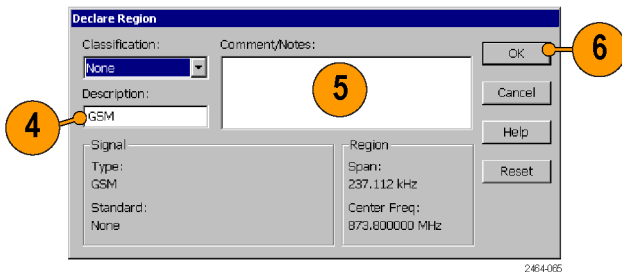 Declare Region
Classification:
Comment/Notes:
None
OK
6
5
Description:
Cancel
4
GSM
Help
Signal
Region
Type:
Span:
Reset
GSM
237.112 kHz
Standard:
Center Freq:
None
873.800000 MHz
2464-065